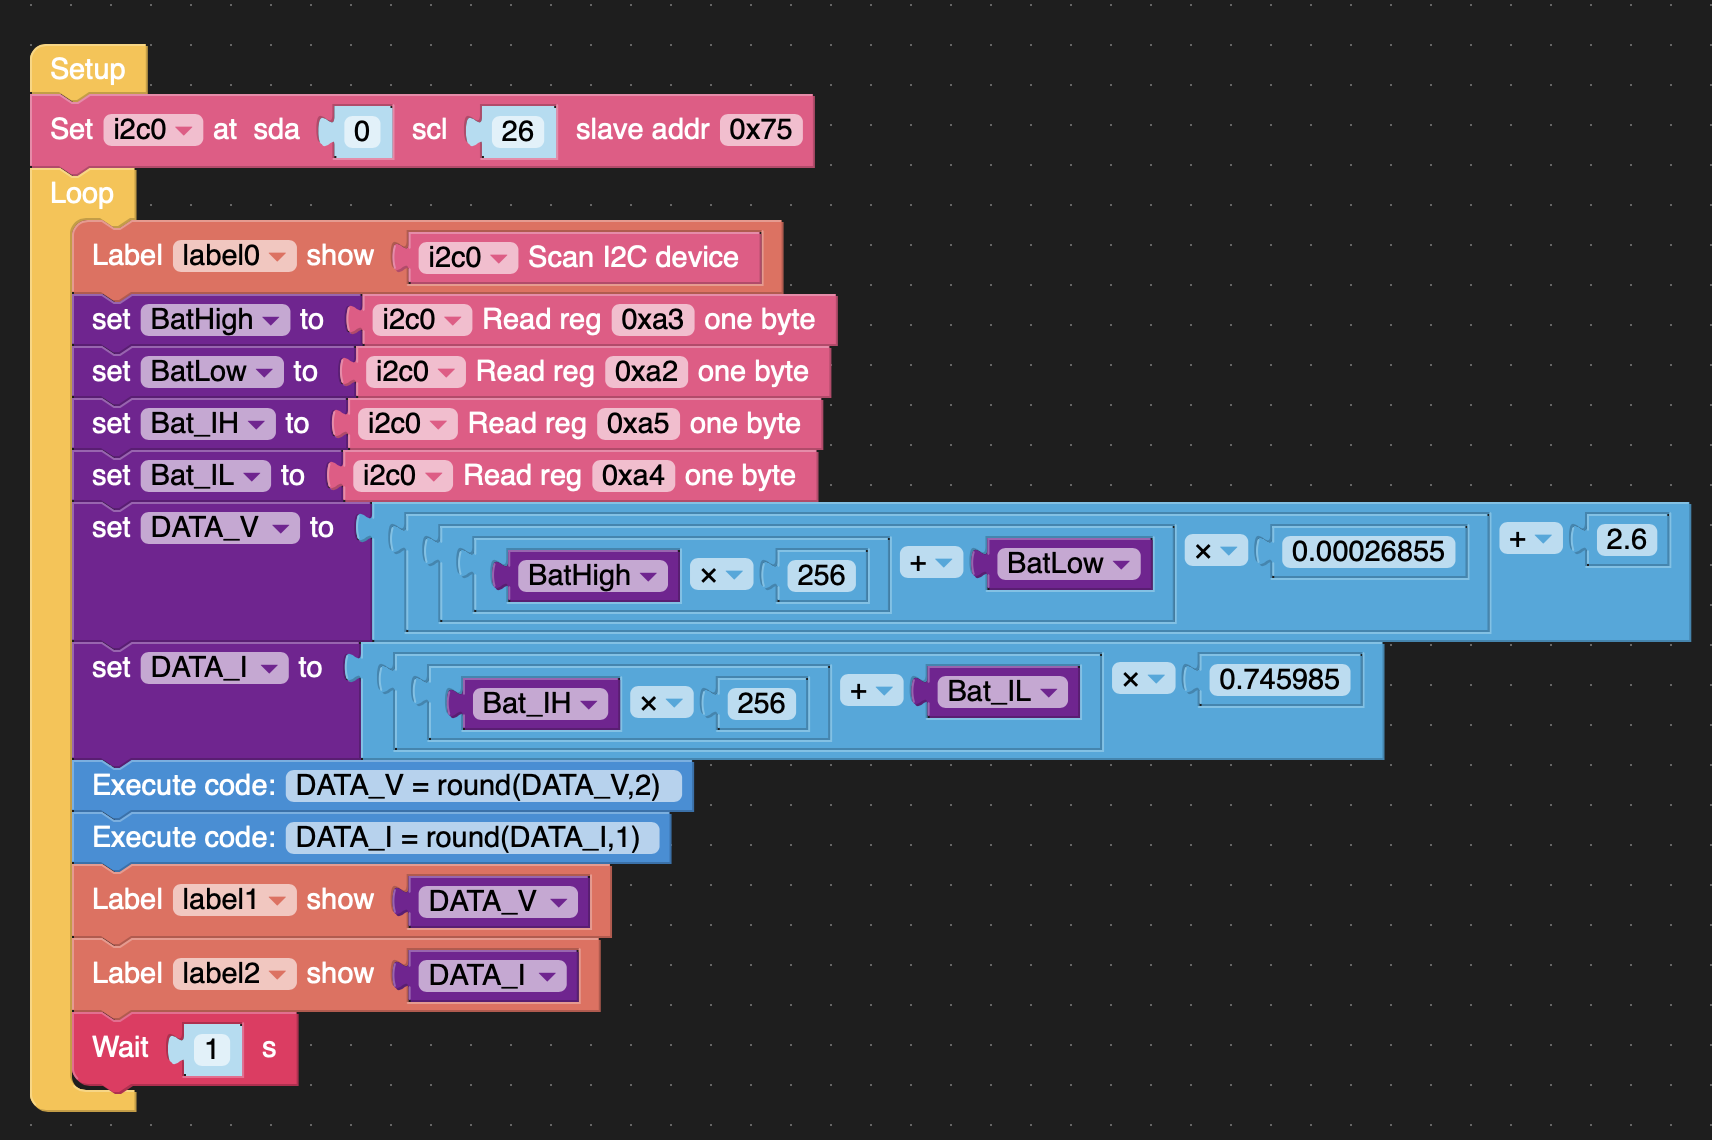 Setup
Set i2c0 at sda 0 scl 26 slave addr 0x75
Loop
Label label0 show i2c0 Scan I2C device
set BatHigh to i2c0 Read reg 0xa3 one byte
set BatLow to i2c0 Read reg 0xa2 one byte
set Bat_IH to i2c0 Read reg 0xa5 one byte
set Bat_IL to i2c0 Read reg 0xa4 one byte
set DATA_V to BatHigh × 256 + BatLow × 0.00026855 + 2.6
set DATA_I to Bat_IH × 256 + Bat_IL × 0.745985
Execute code: DATA_V = round(DATA_V,2)
Execute code: DATA_I = round(DATA_I,1)
Label label1 show DATA_V
Label label2 show DATA_I
Wait 1 s